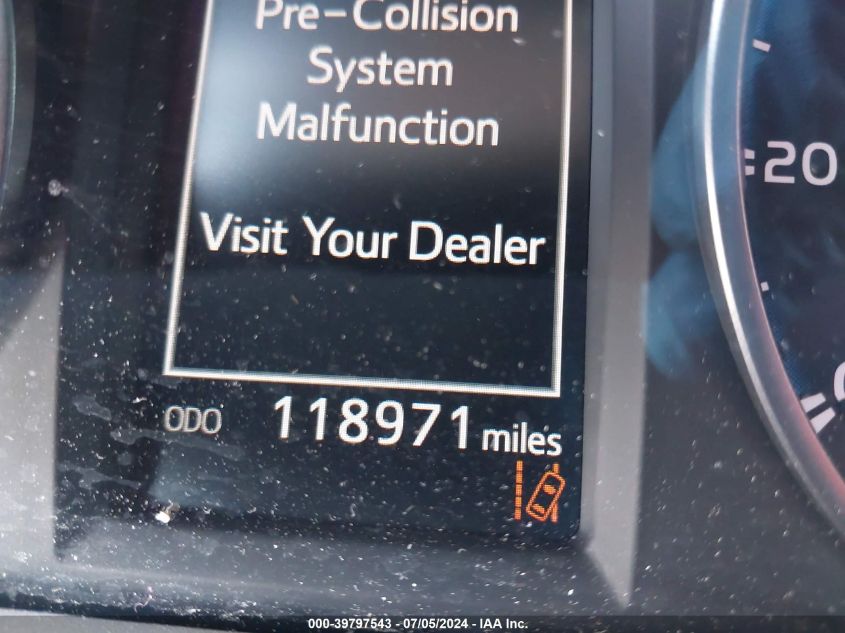 Pre-Collision
System
Malfunction
Visit Your Dealer
20
ODO 118971 miles
000-39797543 - 07/05/2024 - IAA Inc.